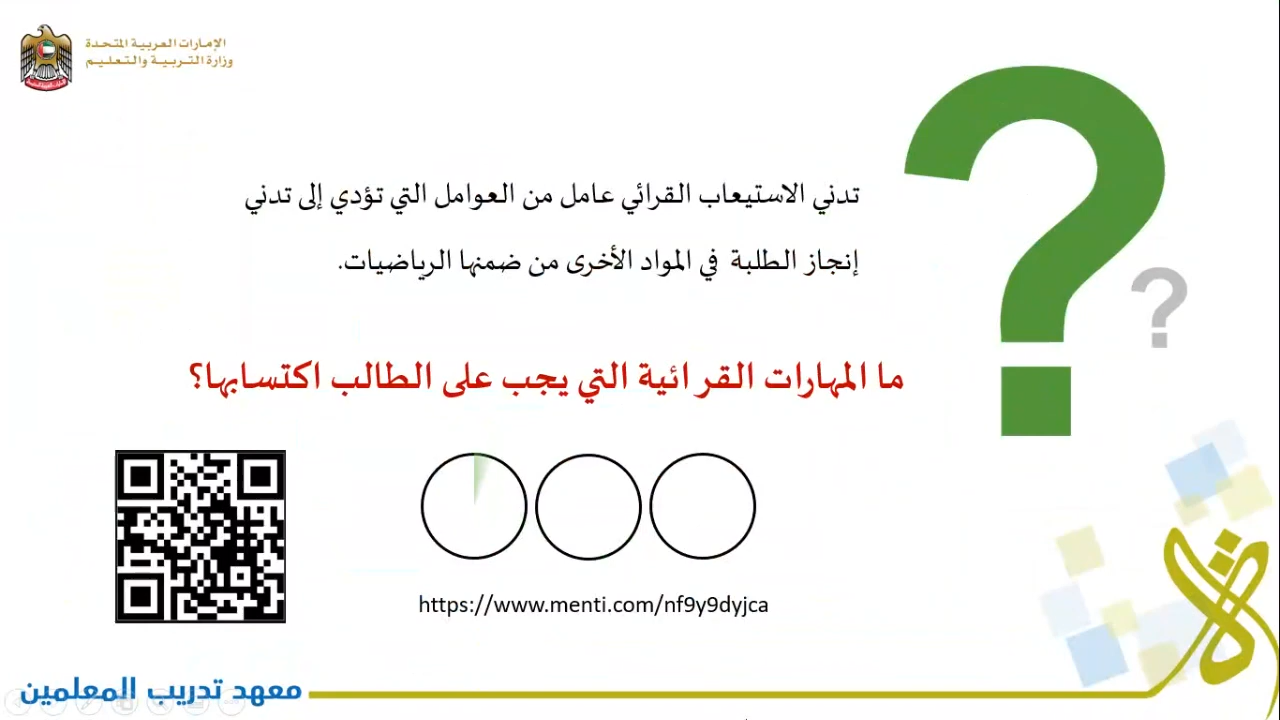 الإمارات العربية المتحدة
وزارة التربية والتعليم
تدني الاستيعاب القرائي عامل من العوامل التي تؤدي إلى تدني
إنجاز الطلبة في المواد الأخرى من ضمنها الرياضيات.
ما المهارات القرائية التي يجب على الطالب اكتسابها؟
https://www.menti.com/nf9y9dyjca
معهد تدريب المعلمين
?
?